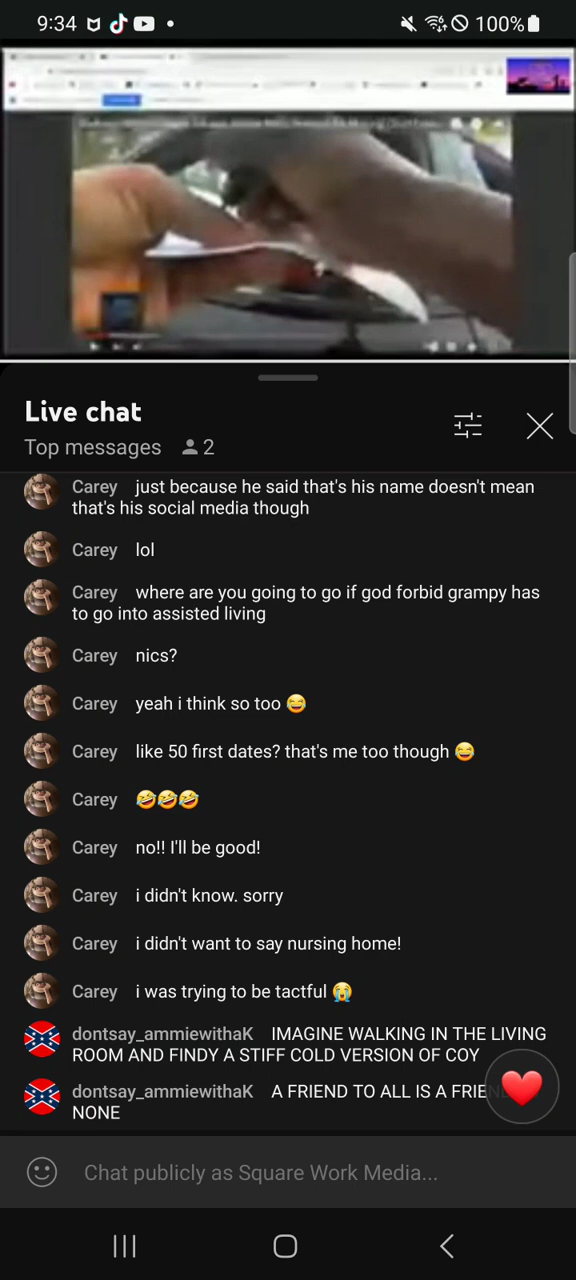 9:34
100%
Live chat
Top messages 2
Carey just because he said that's his name doesn't mean
that's his social media though
Carey lol
Carey where are you going to go if god forbid grampy has
to go into assisted living
Carey nics?
Carey yeah i think so too 😂
Carey like 50 first dates? that's me too though 😂
Carey 🤣🤣🤣
Carey no!! I'll be good!
Carey i didn't know. sorry
Carey i didn't want to say nursing home!
Carey i was trying to be tactful 😭
dontsay_ammiewithaK IMAGINE WALKING IN THE LIVING
ROOM AND FINDY A STIFF COLD VERSION OF COY
dontsay_ammiewithaK A FRIEND TO ALL IS A
NONE
Chat publicly as Square Work Media...